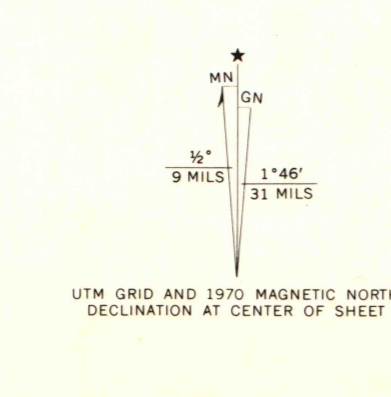 ★
MN
GN
½°
9 MILS
1°46′
31 MILS
UTM GRID AND 1970 MAGNETIC NORTH
DECLINATION AT CENTER OF SHEET